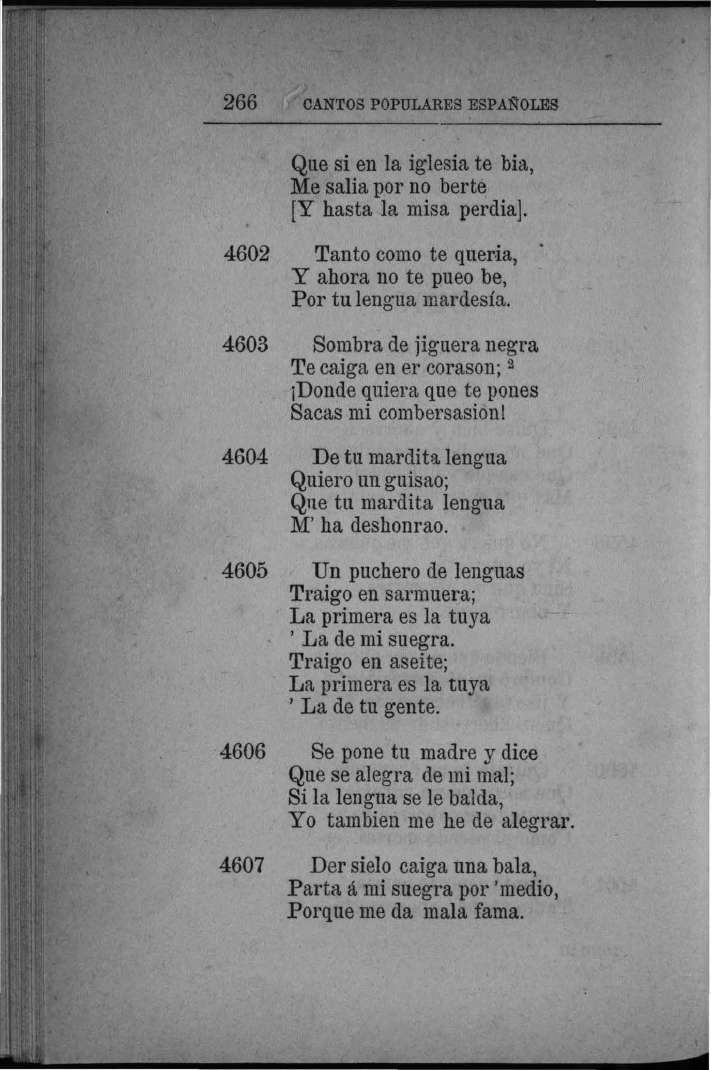 266 CANTOS POPULARES ESPAÑOLES
Que si en la iglesia te bia,
Me salia por no berte
[Y hasta la misa perdia].
4602 Tanto como te queria,
Y ahora no te pueo be,
Por tu lengua mardesía.
4603 Sombra de jiguera negra
Te caiga en er corason; ²
¡Donde quiera que te pones
Sacas mi combersasion!
4604 De tu mardita lengua
Quiero un guisao;
Que tu mardita lengua
M' ha deshonrao.
4605 Un puchero de lenguas
Traigo en sarmuera;
La primera es la tuya
' La de mi suegra.
Traigo en aseite;
La primera es la tuya
' La de tu gente.
4606 Se pone tu madre y dice
Que se alegra de mi mal;
Si la lengua se le balda,
Yo tambien me he de alegrar.
4607 Der sielo caiga una bala,
Parta á mi suegra por 'medio,
Porque me da mala fama.